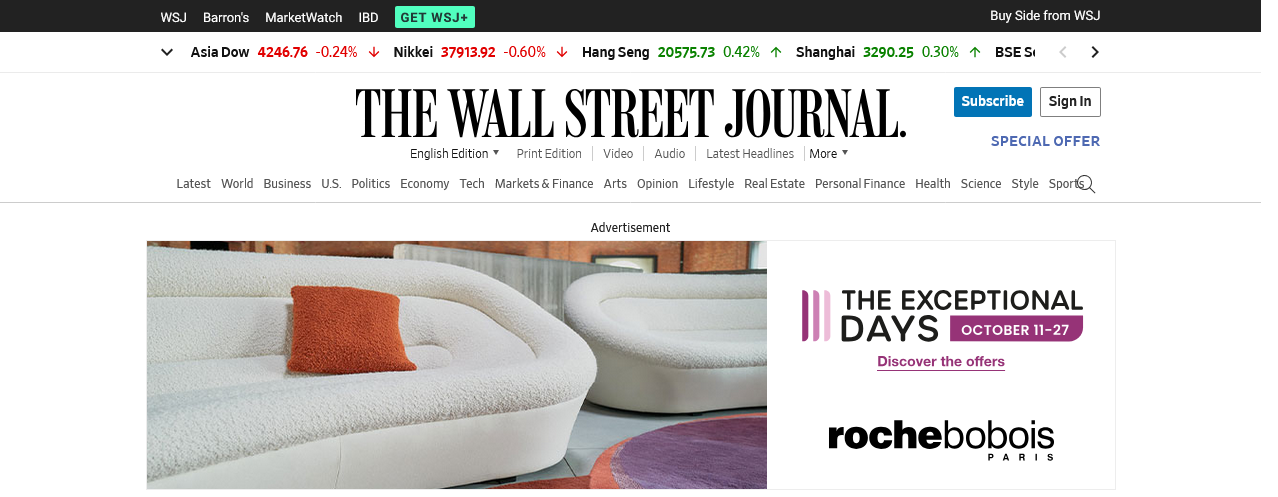 WSJ Barron's MarketWatch IBD GET WSJ+ Buy Side from WSJ
Asia Dow 4246.76 -0.24% Nikkei 37913.92 -0.60% Hang Seng 20575.73 0.42% Shanghai 3290.25 0.30% BSE
THE WALL STREET JOURNAL.
Subscribe Sign In
SPECIAL OFFER
English Edition Print Edition Video Audio Latest Headlines More
Latest World Business U.S. Politics Economy Tech Markets & Finance Arts Opinion Lifestyle Real Estate Personal Finance Health Science Style Sports
Advertisement
THE EXCEPTIONAL
DAYS OCTOBER 11-27
Discover the offers
rochebobois
PARIS